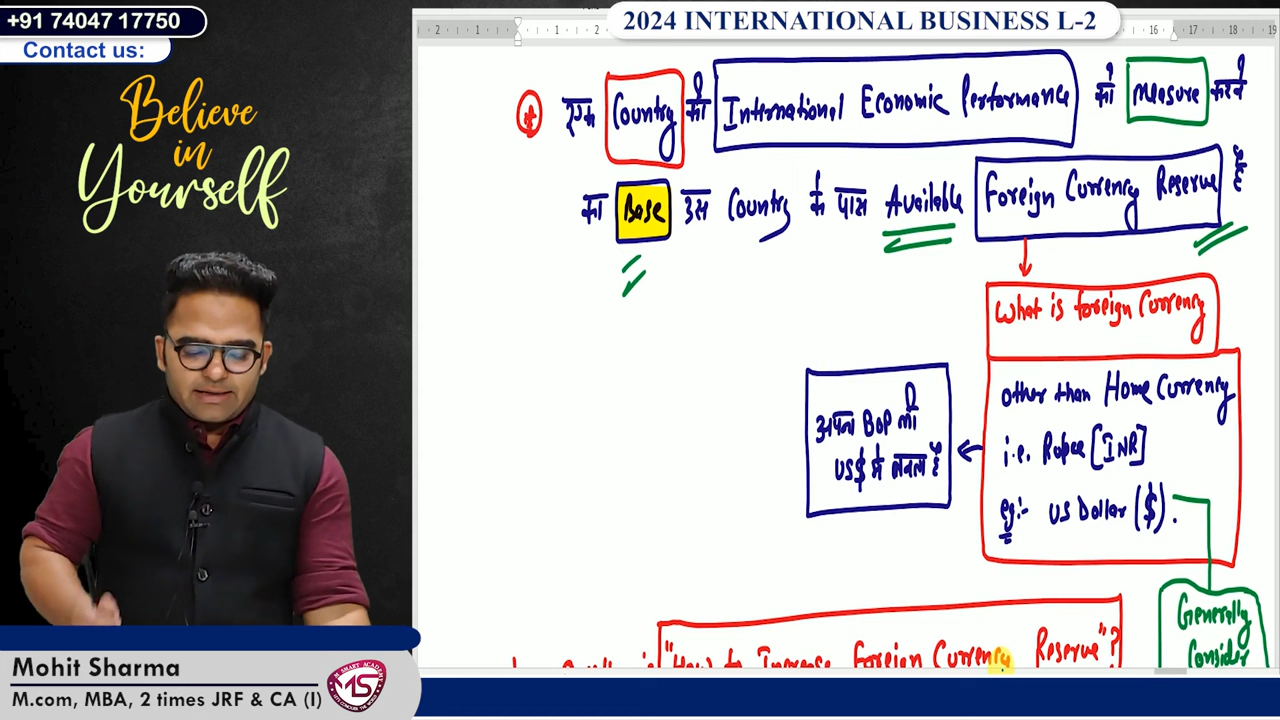 +91 74047 17750
Contact us:
2024 INTERNATIONAL BUSINESS L-2
Believe
in
Yourself
एक Country की International Economic Performance को measure करने
का Base उस Country के पास Available Foreign Currency Reserve है
What is foreign Currency
other than Home Currency
i.e. Rupee [INR]
eg:- US Dollar ($).
अपना BOP भी
US$ में बनता है
Generally
Consider
"How to Increase Foreign Currency Reserve"?
Mohit Sharma
M.com, MBA, 2 times JRF & CA (I)
MS